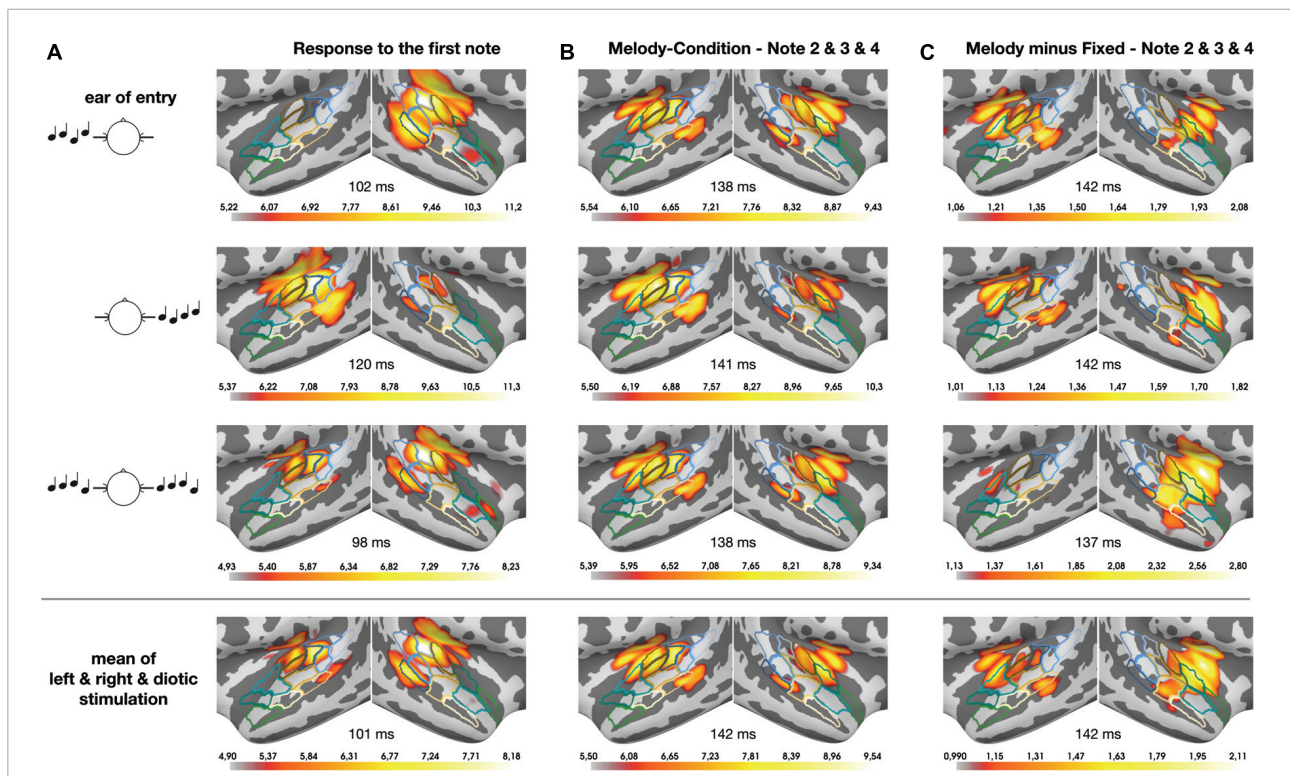 A
Response to the first note
B
Melody-Condition - Note 2 & 3 & 4
C
Melody minus Fixed - Note 2 & 3 & 4
ear of entry
102 ms
138 ms
142 ms
5,22 6,07 6,92 7,77 8,61 9,46 10,3 11,2
5,54 6,10 6,65 7,21 7,76 8,32 8,87 9,43
1,06 1,21 1,35 1,50 1,64 1,79 1,93 2,08
120 ms
141 ms
142 ms
5,37 6,22 7,08 7,93 8,78 9,63 10,5 11,3
5,50 6,19 6,88 7,57 8,27 8,96 9,65 10,3
1,01 1,13 1,24 1,36 1,47 1,59 1,70 1,82
98 ms
138 ms
137 ms
4,93 5,40 5,87 6,34 6,82 7,29 7,76 8,23
5,39 5,95 6,52 7,08 7,65 8,21 8,78 9,34
1,13 1,37 1,61 1,85 2,08 2,32 2,56 2,80
mean of
left & right & diotic
stimulation
101 ms
142 ms
142 ms
4,90 5,37 5,84 6,31 6,77 7,24 7,71 8,18
5,50 6,08 6,65 7,23 7,81 8,39 8,96 9,54
0,990 1,15 1,31 1,47 1,63 1,79 1,95 2,11